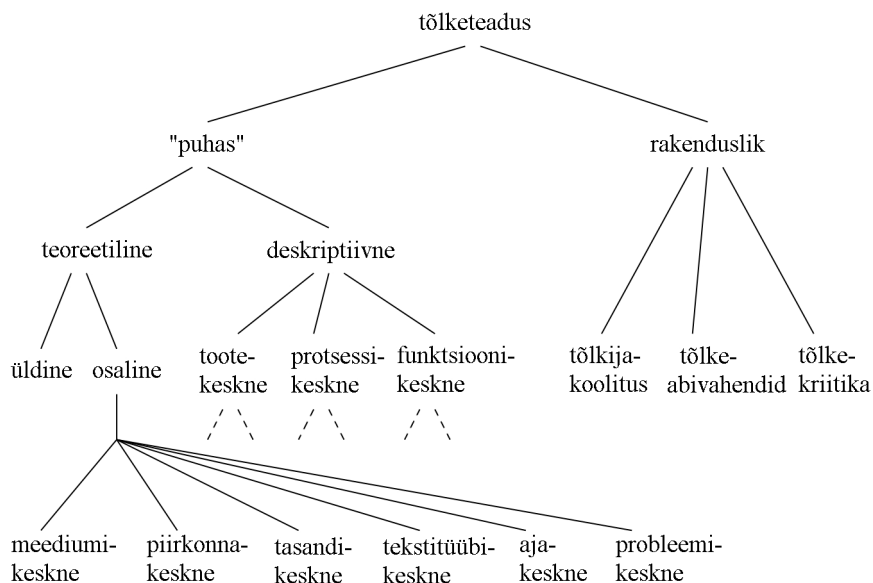 tõlketeadus
"puhas"
rakenduslik
teoreetiline
deskriptiivne
üldine
osaline
toote-
keskne
protsessi-
keskne
funktsiooni-
keskne
tõlkija-
koolitus
tõlke-
abivahendid
tõlke-
kriitika
meediumi-
keskne
piirkonna-
keskne
tasandi-
keskne
tekstitüübi-
keskne
aja-
keskne
probleemi-
keskne